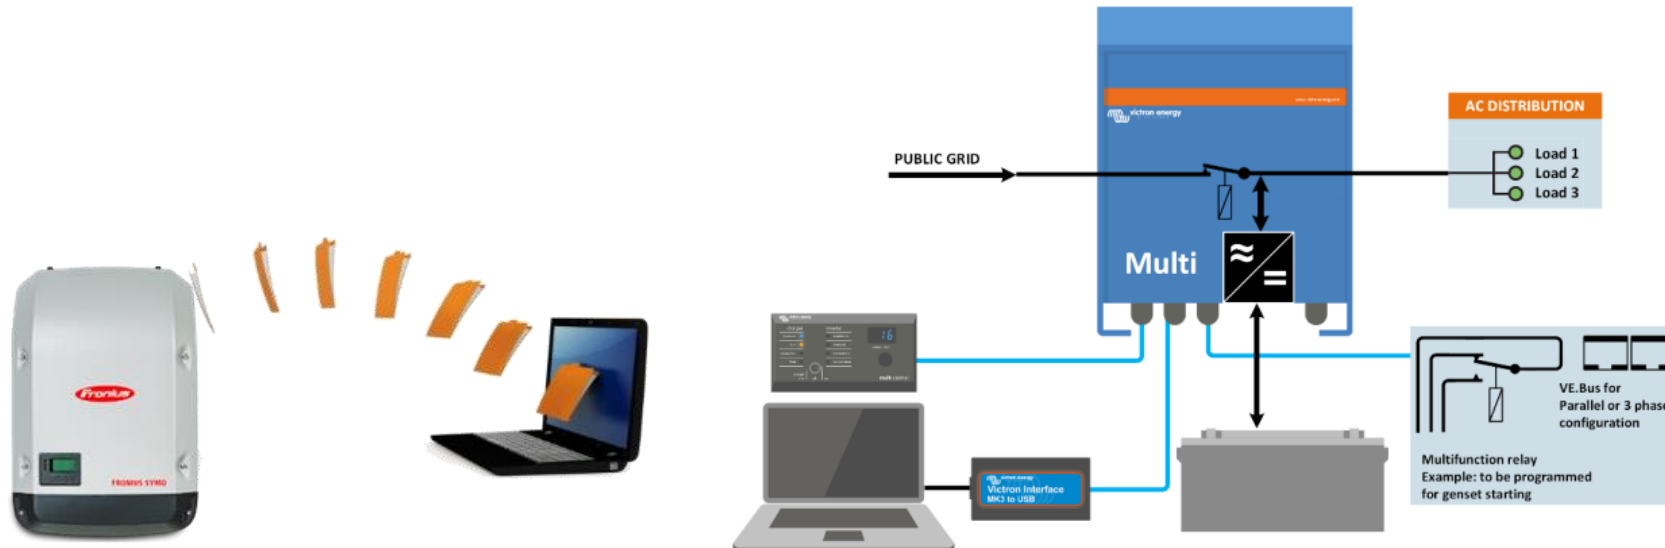 Fronius
FRONIUS SYMO
PUBLIC GRID
victron energy
Multi
AC DISTRIBUTION
Load 1
Load 2
Load 3
16
Victron Interface
MK3 to USB
VE.Bus for
Parallel or 3 phase
configuration
Multifunction relay
Example: to be programmed
for genset starting